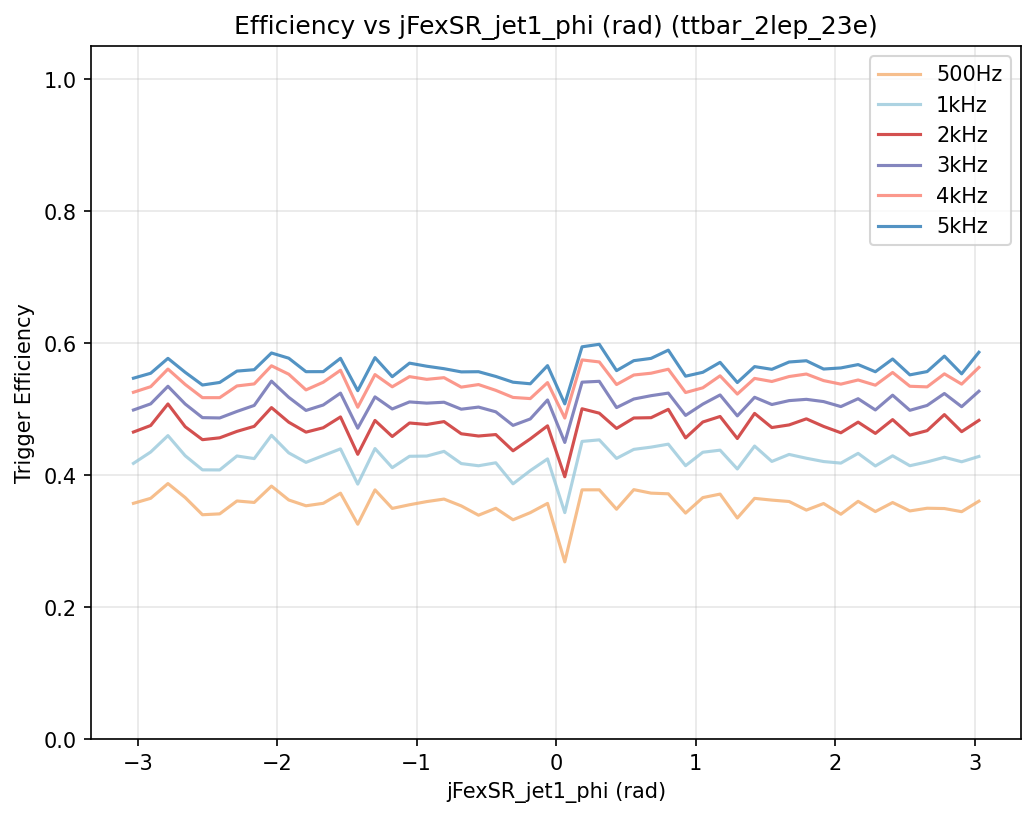 Efficiency vs jFexSR_jet1_phi (rad) (ttbar_2lep_23e)
500Hz
1kHz
2kHz
3kHz
4kHz
5kHz
Trigger Efficiency
1.0
0.8
0.6
0.4
0.2
0.0
−3
−2
−1
0
1
2
3
jFexSR_jet1_phi (rad)